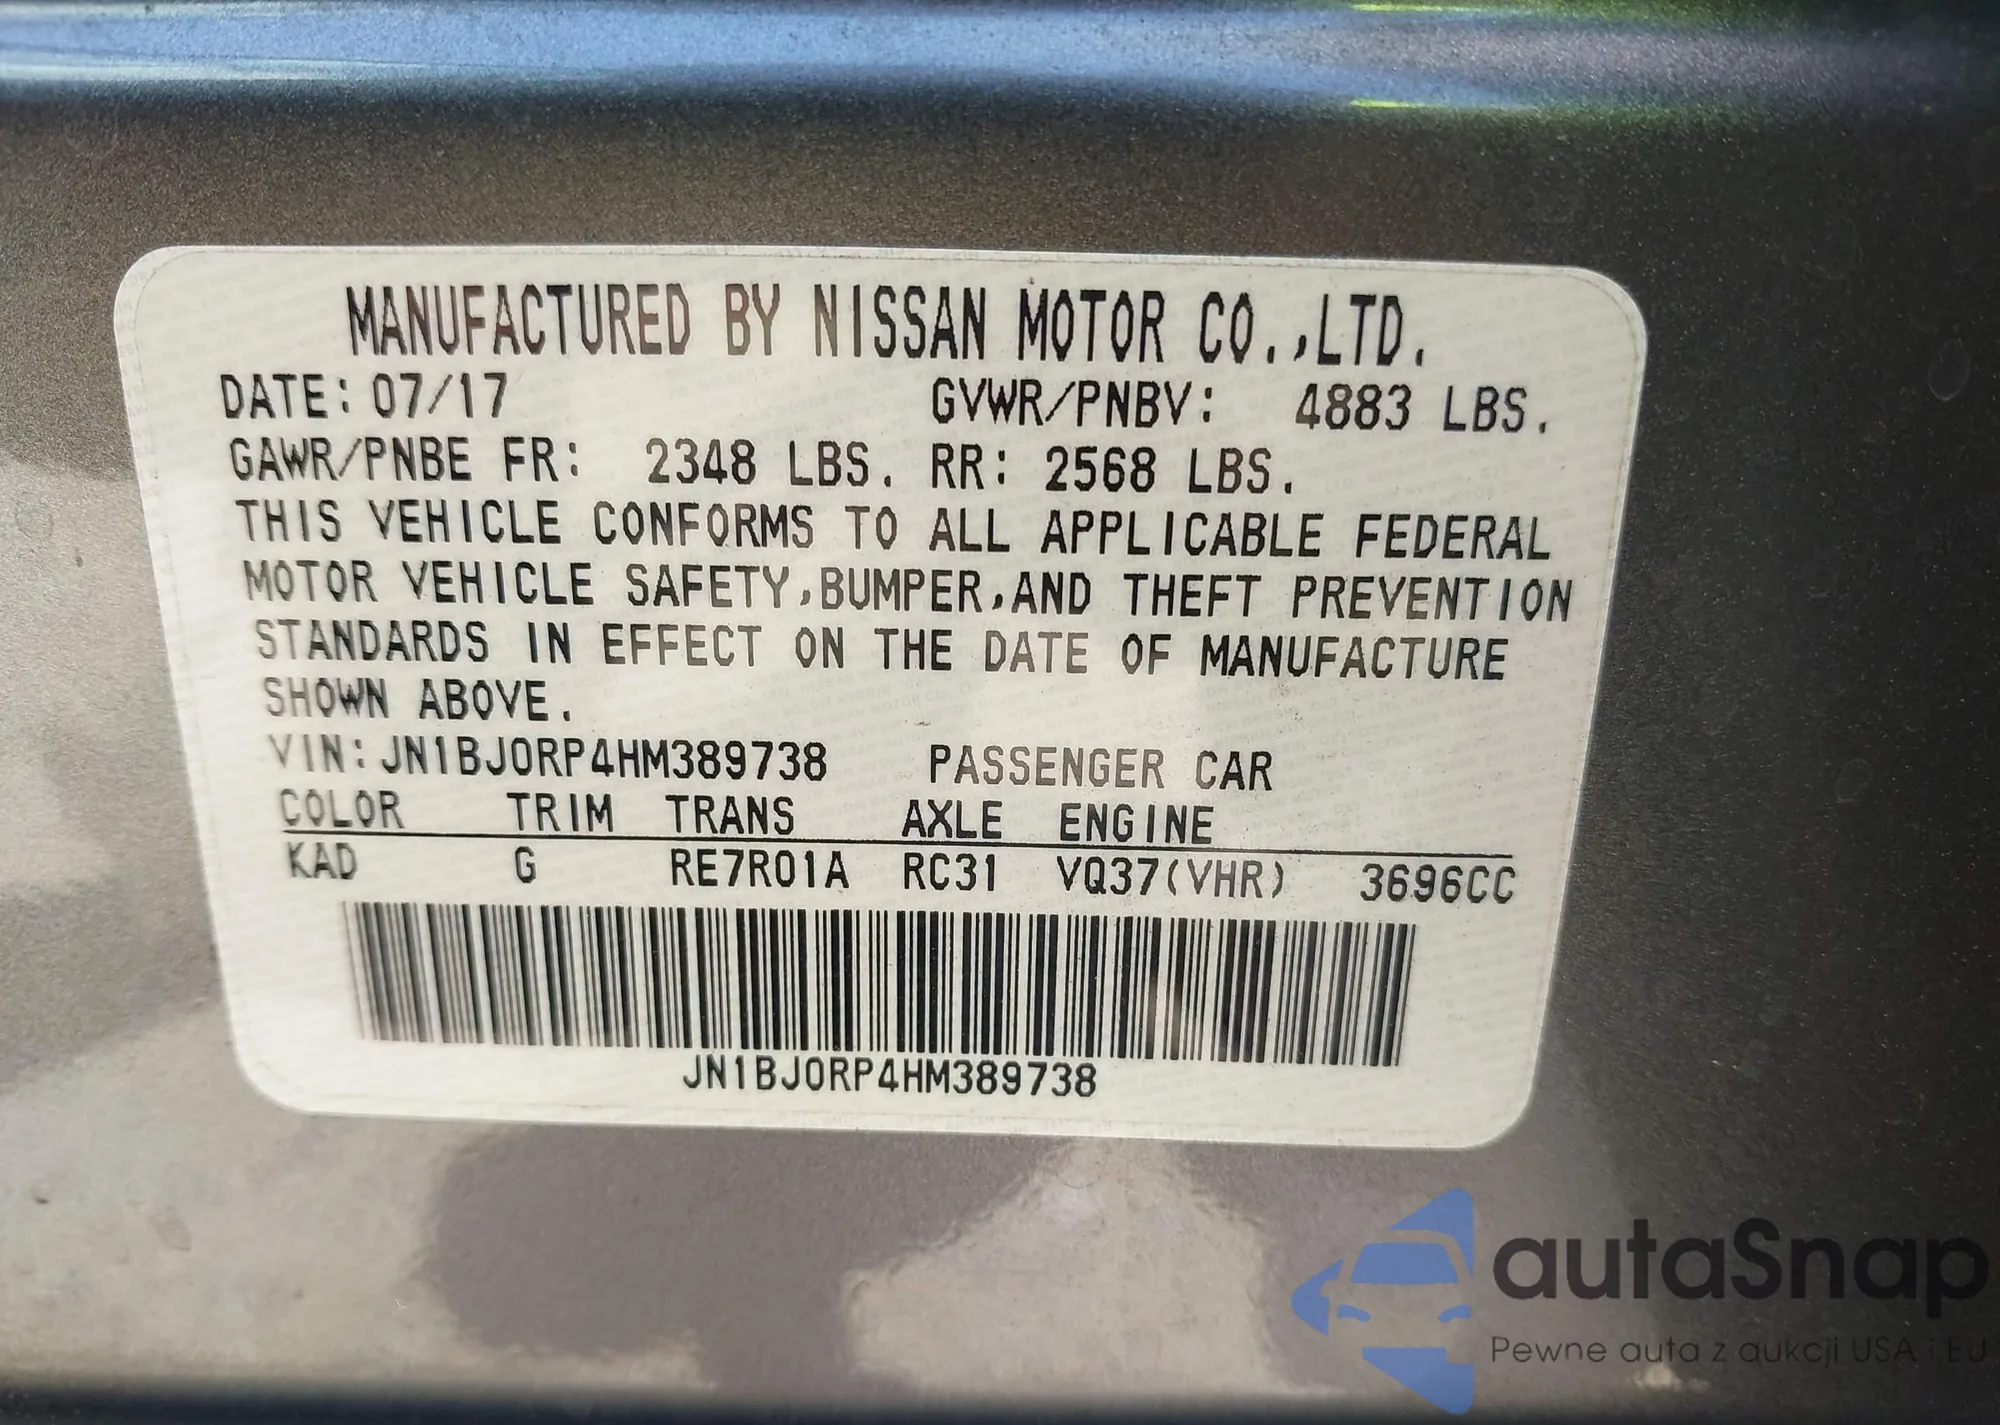 MANUFACTURED BY NISSAN MOTOR CO.,LTD.
DATE: 07/17 GVWR/PNBV: 4883 LBS.
GAWR/PNBE FR: 2348 LBS. RR: 2568 LBS.
THIS VEHICLE CONFORMS TO ALL APPLICABLE FEDERAL
MOTOR VEHICLE SAFETY,BUMPER,AND THEFT PREVENTION
STANDARDS IN EFFECT ON THE DATE OF MANUFACTURE
SHOWN ABOVE.
VIN: JN1BJ0RP4HM389738 PASSENGER CAR
COLOR TRIM TRANS AXLE ENGINE
KAD G RE7R01A RC31 VQ37(VHR) 3696CC
JN1BJ0RP4HM389738
autaSnap
Pewne auta z aukcji USA i EU